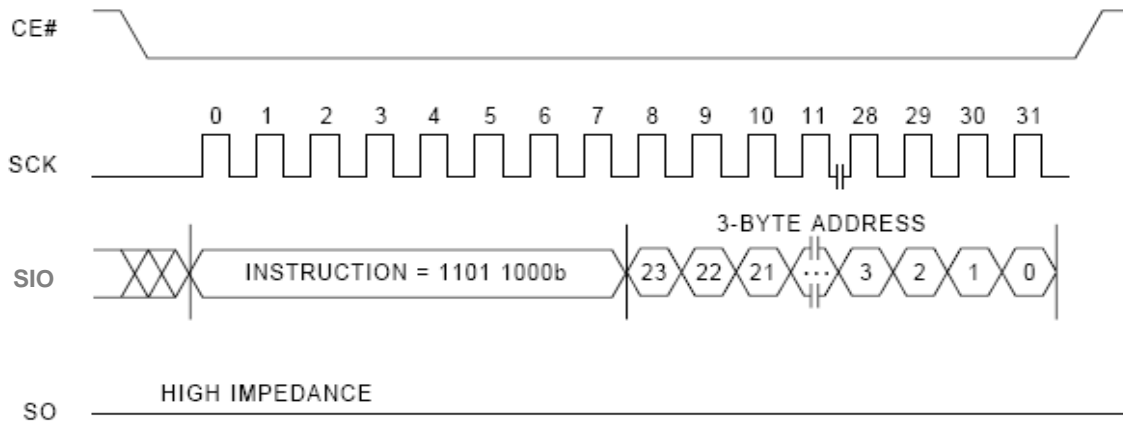 CE#
0 1 2 3 4 5 6 7 8 9 10 11 28 29 30 31
SCK
3-BYTE ADDRESS
SIO INSTRUCTION = 1101 1000b 23 22 21 ... 3 2 1 0
HIGH IMPEDANCE
SO